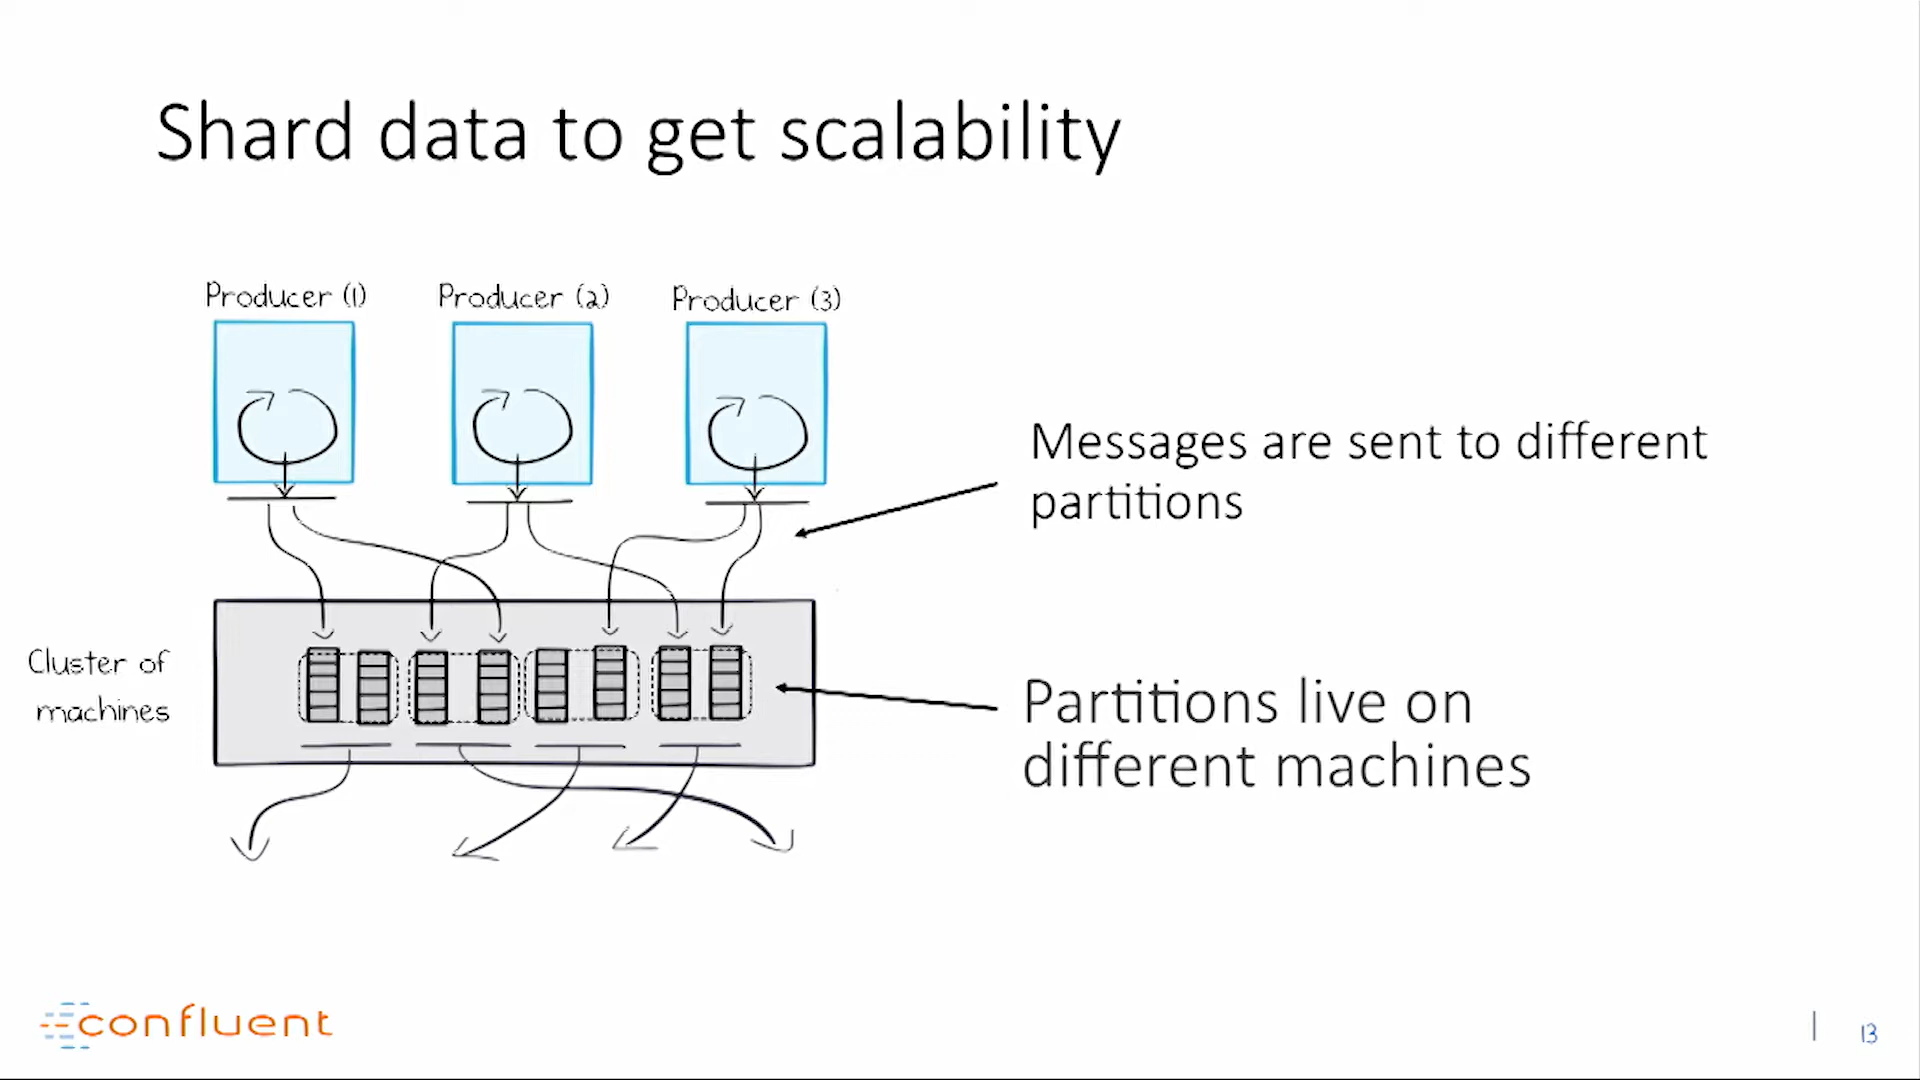 Shard data to get scalability
Producer (1)
Producer (2)
Producer (3)
Messages are sent to different
partitions
Cluster of
machines
Partitions live on
different machines
confluent
13